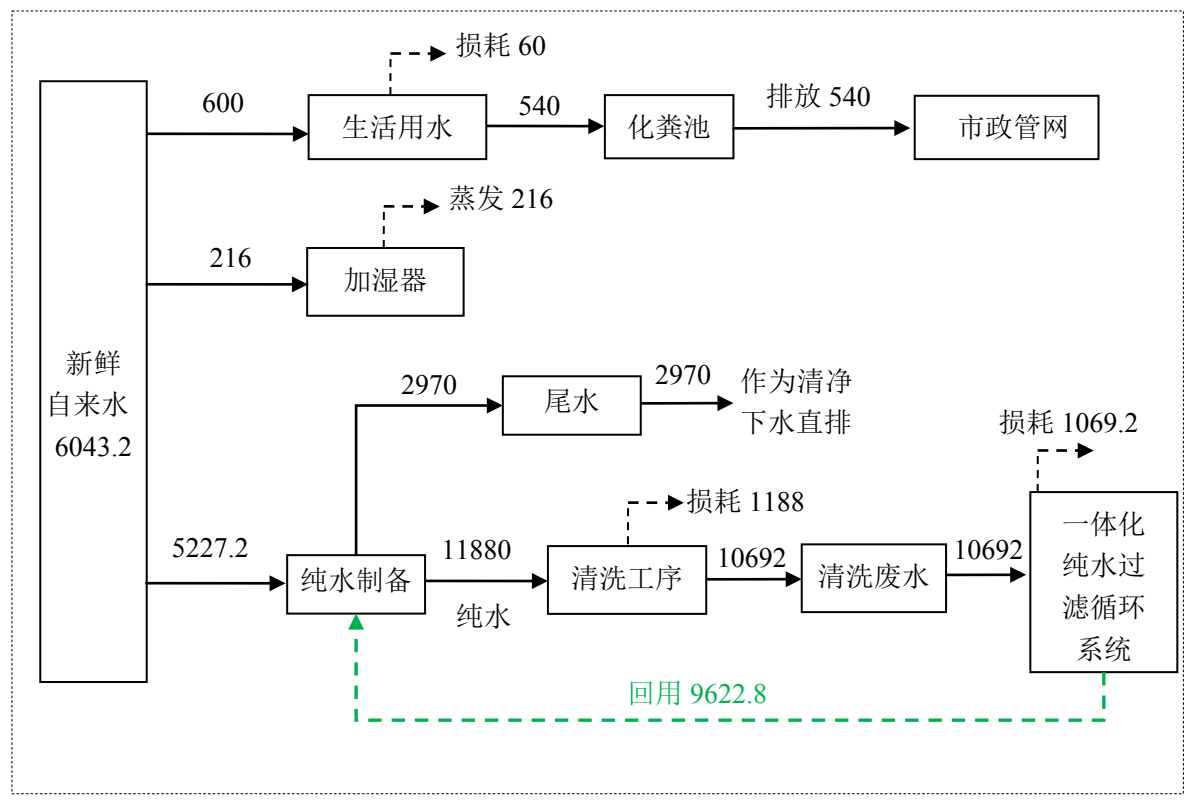 损耗 60
600
生活用水
540
化粪池
排放 540
市政管网
蒸发 216
216
加湿器
新鲜
自来水
6043.2
2970
尾水
2970
作为清净
下水直排
损耗 1069.2
5227.2
纯水制备
11880
纯水
损耗 1188
清洗工序
10692
清洗废水
10692
一体化
纯水过
滤循环
系统
回用 9622.8